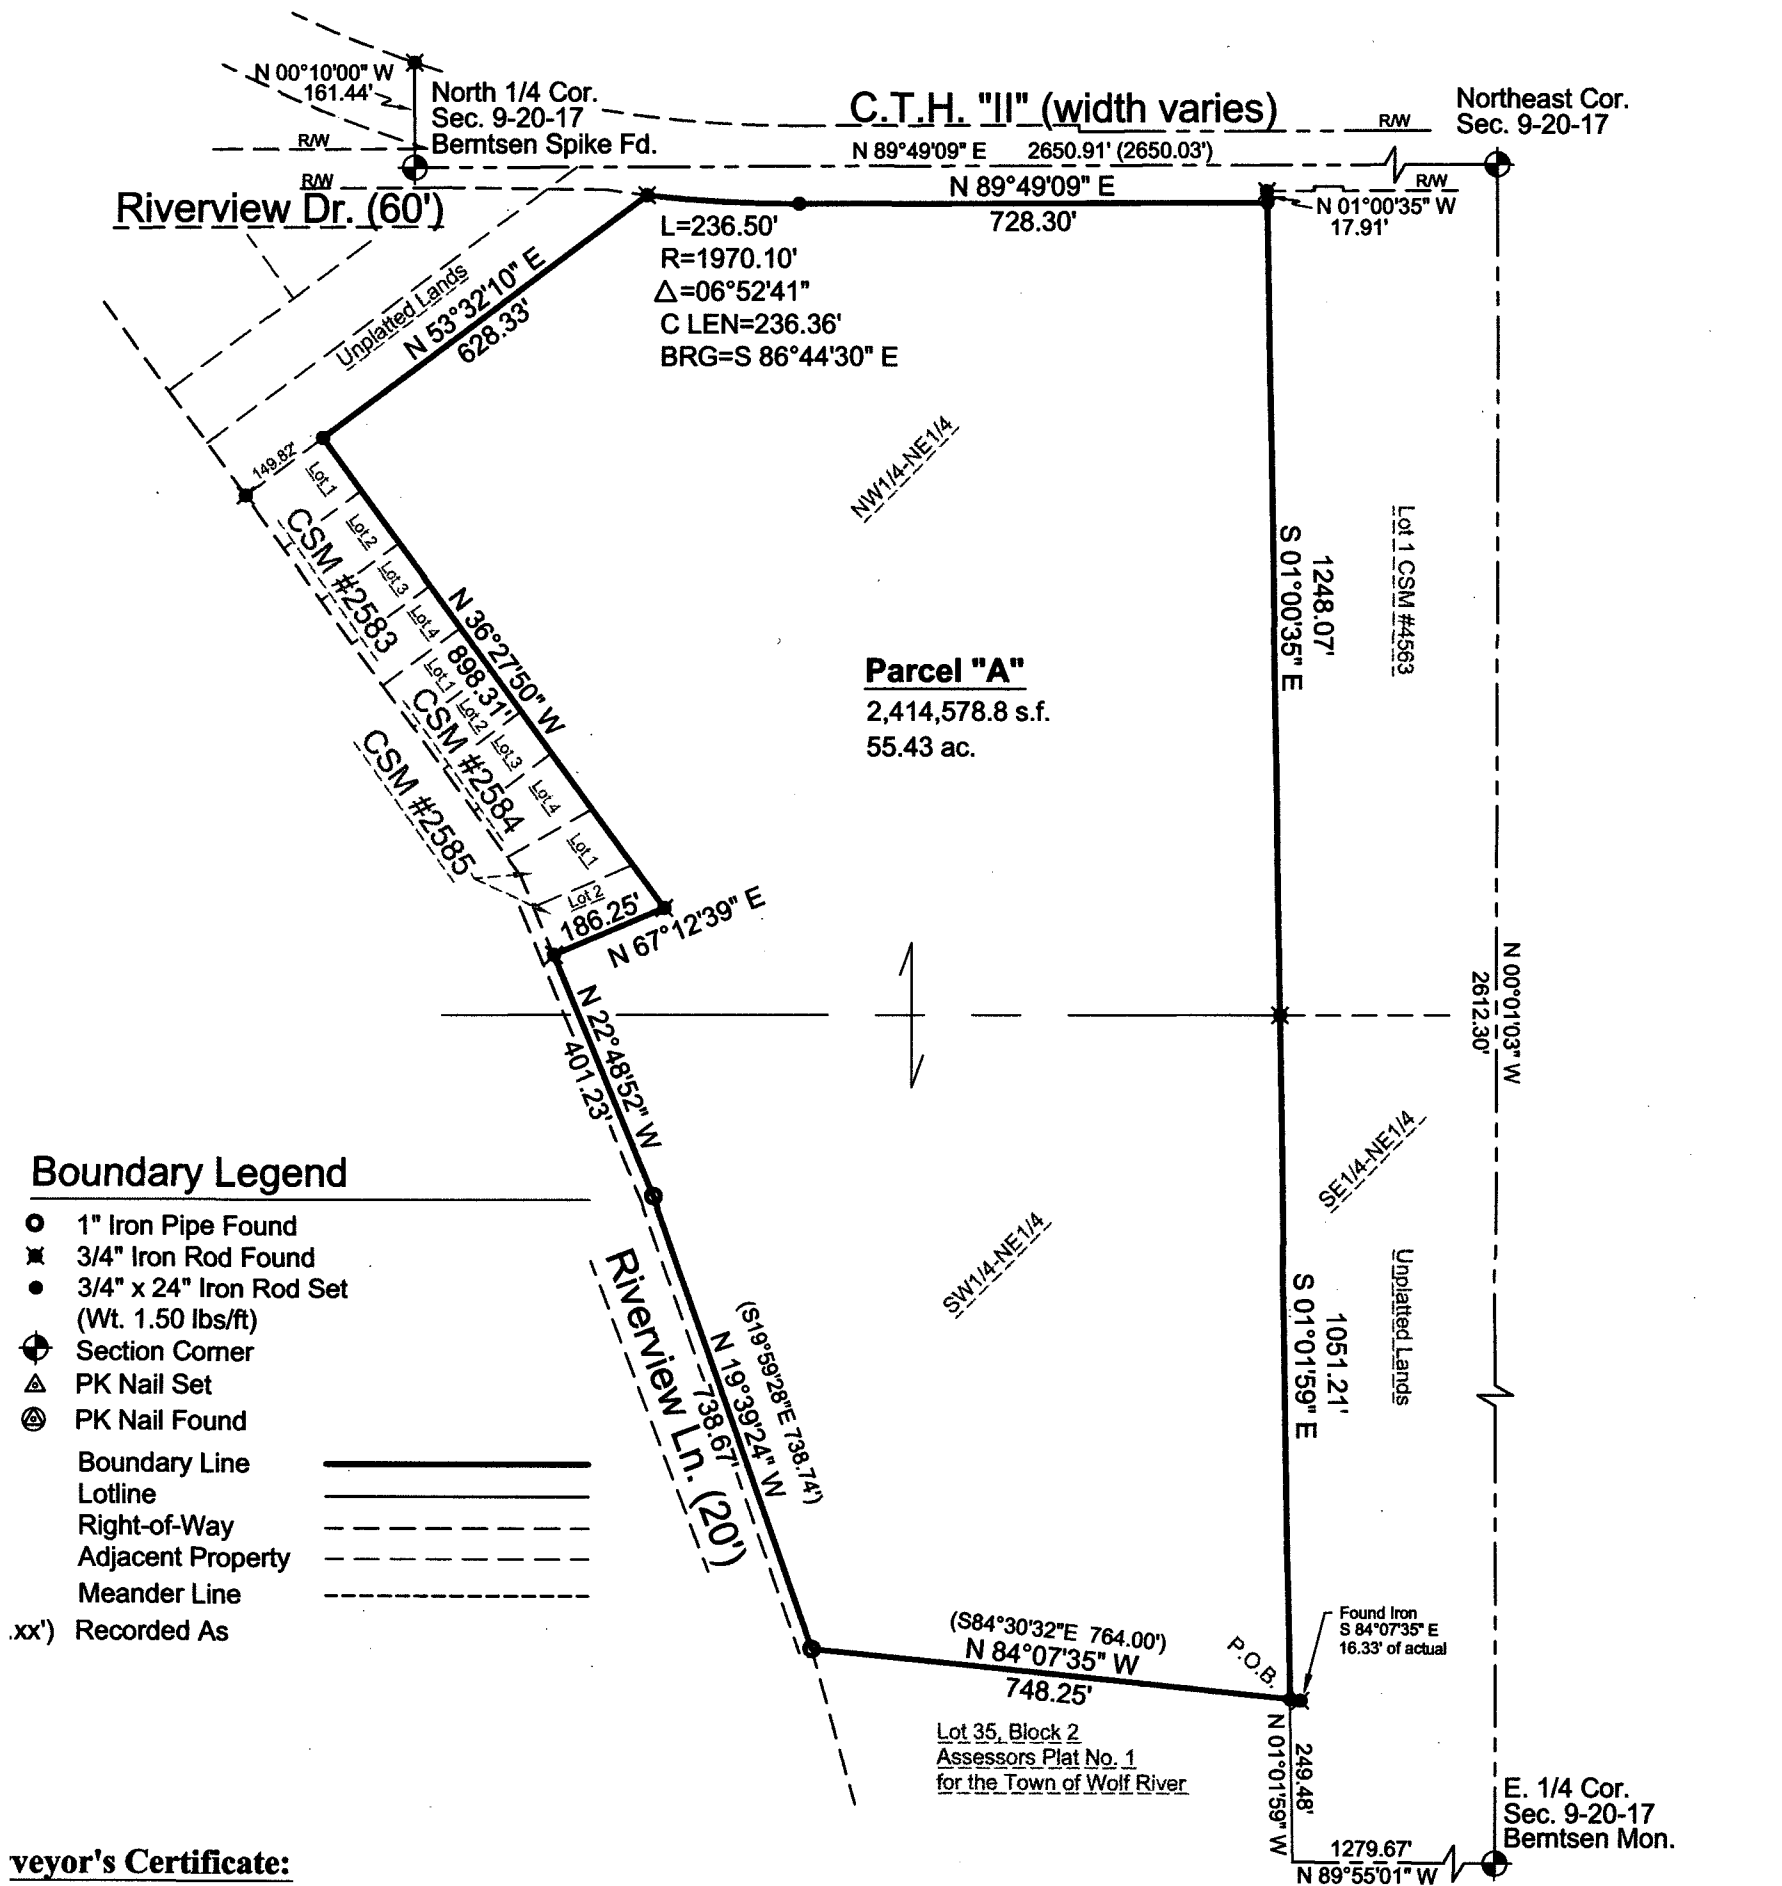 N 00°10'00" W
161.44'
North 1/4 Cor.
Sec. 9-20-17
Berntsen Spike Fd.
C.T.H. "II" (width varies)
Northeast Cor.
Sec. 9-20-17
R/W
R/W
N 89°49'09" E 2650.91' (2650.03')
R/W
R/W
Riverview Dr. (60')
N 89°49'09" E
728.30'
N 01°00'35" W
17.91'
L=236.50'
R=1970.10'
Δ=06°52'41"
C LEN=236.36'
BRG=S 86°44'30" E
Unplatted Lands
N 53°32'10" E
628.33'
149.82'
Lot 1
Lot 2
Lot 3
Lot 4
CSM #2583
N 36°27'50" W
898.31'
Lot 1
Lot 2
Lot 3
Lot 4
CSM #2584
CSM #2585
Lot 1
Lot 2
186.25'
N 67°12'39" E
NW1/4-NE1/4
Parcel "A"
2,414,578.8 s.f.
55.43 ac.
1248.07'
S 01°00'35" E
Lot 1 CSM #4563
N 00°01'03" W
2612.30'
N 22°48'52" W
401.23'
SE1/4-NE1/4
SW1/4-NE1/4
Boundary Legend
1" Iron Pipe Found
3/4" Iron Rod Found
3/4" x 24" Iron Rod Set
(Wt. 1.50 lbs/ft)
Section Corner
PK Nail Set
PK Nail Found
Boundary Line
Lotline
Right-of-Way
Adjacent Property
Meander Line
.xx') Recorded As
Riverview Ln. (20')
(S19°59'28"E 738.74')
N 19°39'24" W
738.67'
1051.21'
S 01°01'59" E
Unplatted Lands
Found Iron
S 84°07'35" E
16.33' of actual
P.O.B.
(S84°30'32"E 764.00')
N 84°07'35" W
748.25'
Lot 35, Block 2
Assessors Plat No. 1
for the Town of Wolf River
249.48'
N 01°01'59" W
E. 1/4 Cor.
Sec. 9-20-17
Berntsen Mon.
1279.67'
N 89°55'01" W
veyor's Certificate: